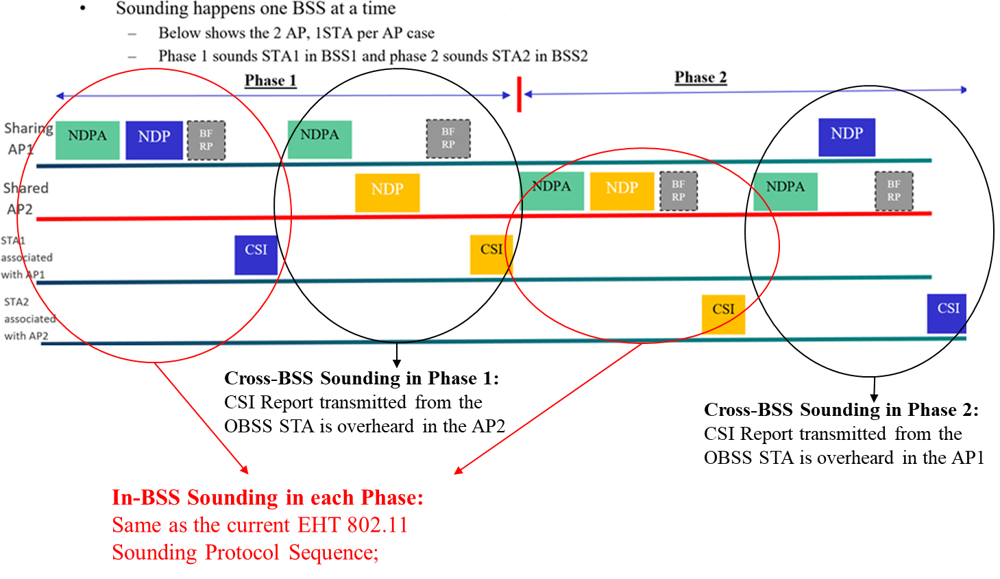 • Sounding happens one BSS at a time
– Below shows the 2 AP, 1STA per AP case
– Phase 1 sounds STA1 in BSS1 and phase 2 sounds STA2 in BSS2
Phase 1
Phase 2
Sharing
AP1
NDPA
NDP
BF
RP
NDPA
BF
RP
NDP
Shared
AP2
NDP
NDPA
NDP
BF
RP
NDPA
BF
RP
STA1
associated
with AP1
CSI
CSI
STA2
associated
with AP2
CSI
CSI
Cross-BSS Sounding in Phase 1:
CSI Report transmitted from the
OBSS STA is overheard in the AP2
Cross-BSS Sounding in Phase 2:
CSI Report transmitted from the
OBSS STA is overheard in the AP1
In-BSS Sounding in each Phase:
Same as the current EHT 802.11
Sounding Protocol Sequence;